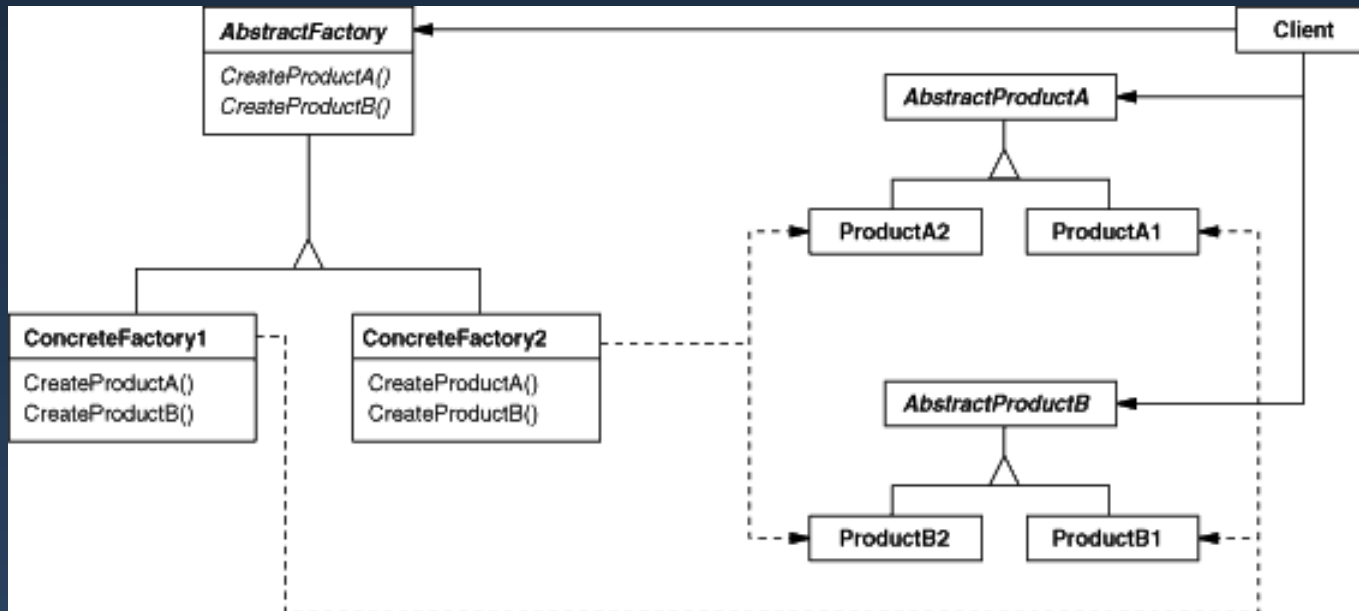 AbstractFactory
CreateProductA()
CreateProductB()
Client
AbstractProductA
ProductA2
ProductA1
ConcreteFactory1
CreateProductA()
CreateProductB()
ConcreteFactory2
CreateProductA()
CreateProductB()
AbstractProductB
ProductB2
ProductB1